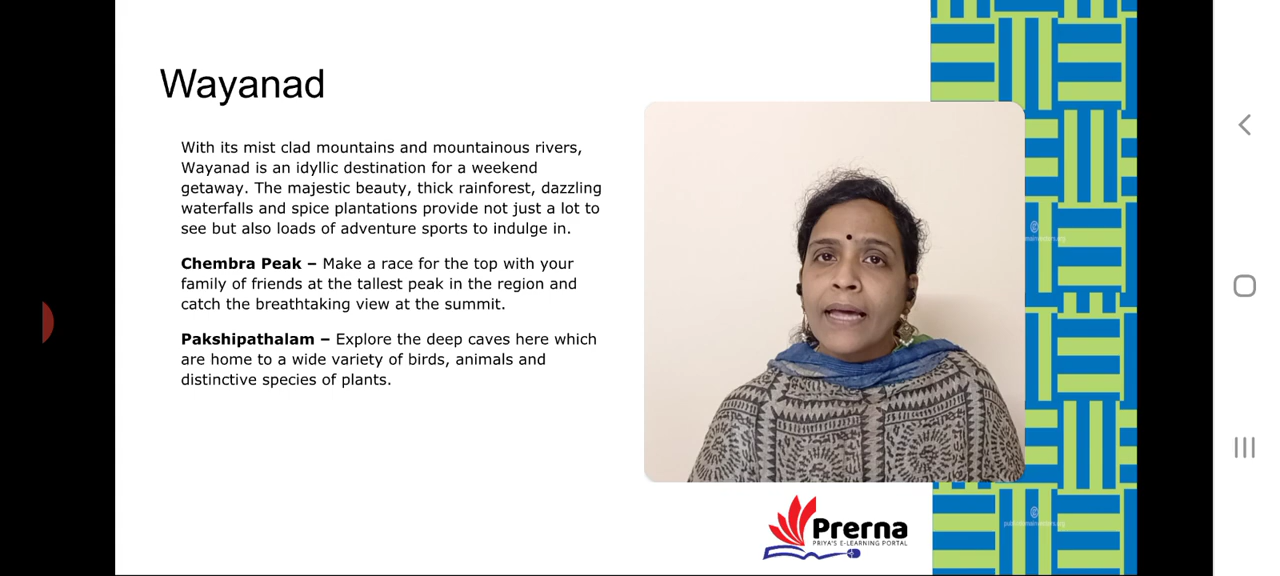 Wayanad
With its mist clad mountains and mountainous rivers,
Wayanad is an idyllic destination for a weekend
getaway. The majestic beauty, thick rainforest, dazzling
waterfalls and spice plantations provide not just a lot to
see but also loads of adventure sports to indulge in.
Chembra Peak – Make a race for the top with your
family of friends at the tallest peak in the region and
catch the breathtaking view at the summit.
Pakshipathalam – Explore the deep caves here which
are home to a wide variety of birds, animals and
distinctive species of plants.
Prerna
PRIYA'S E-LEARNING PORTAL